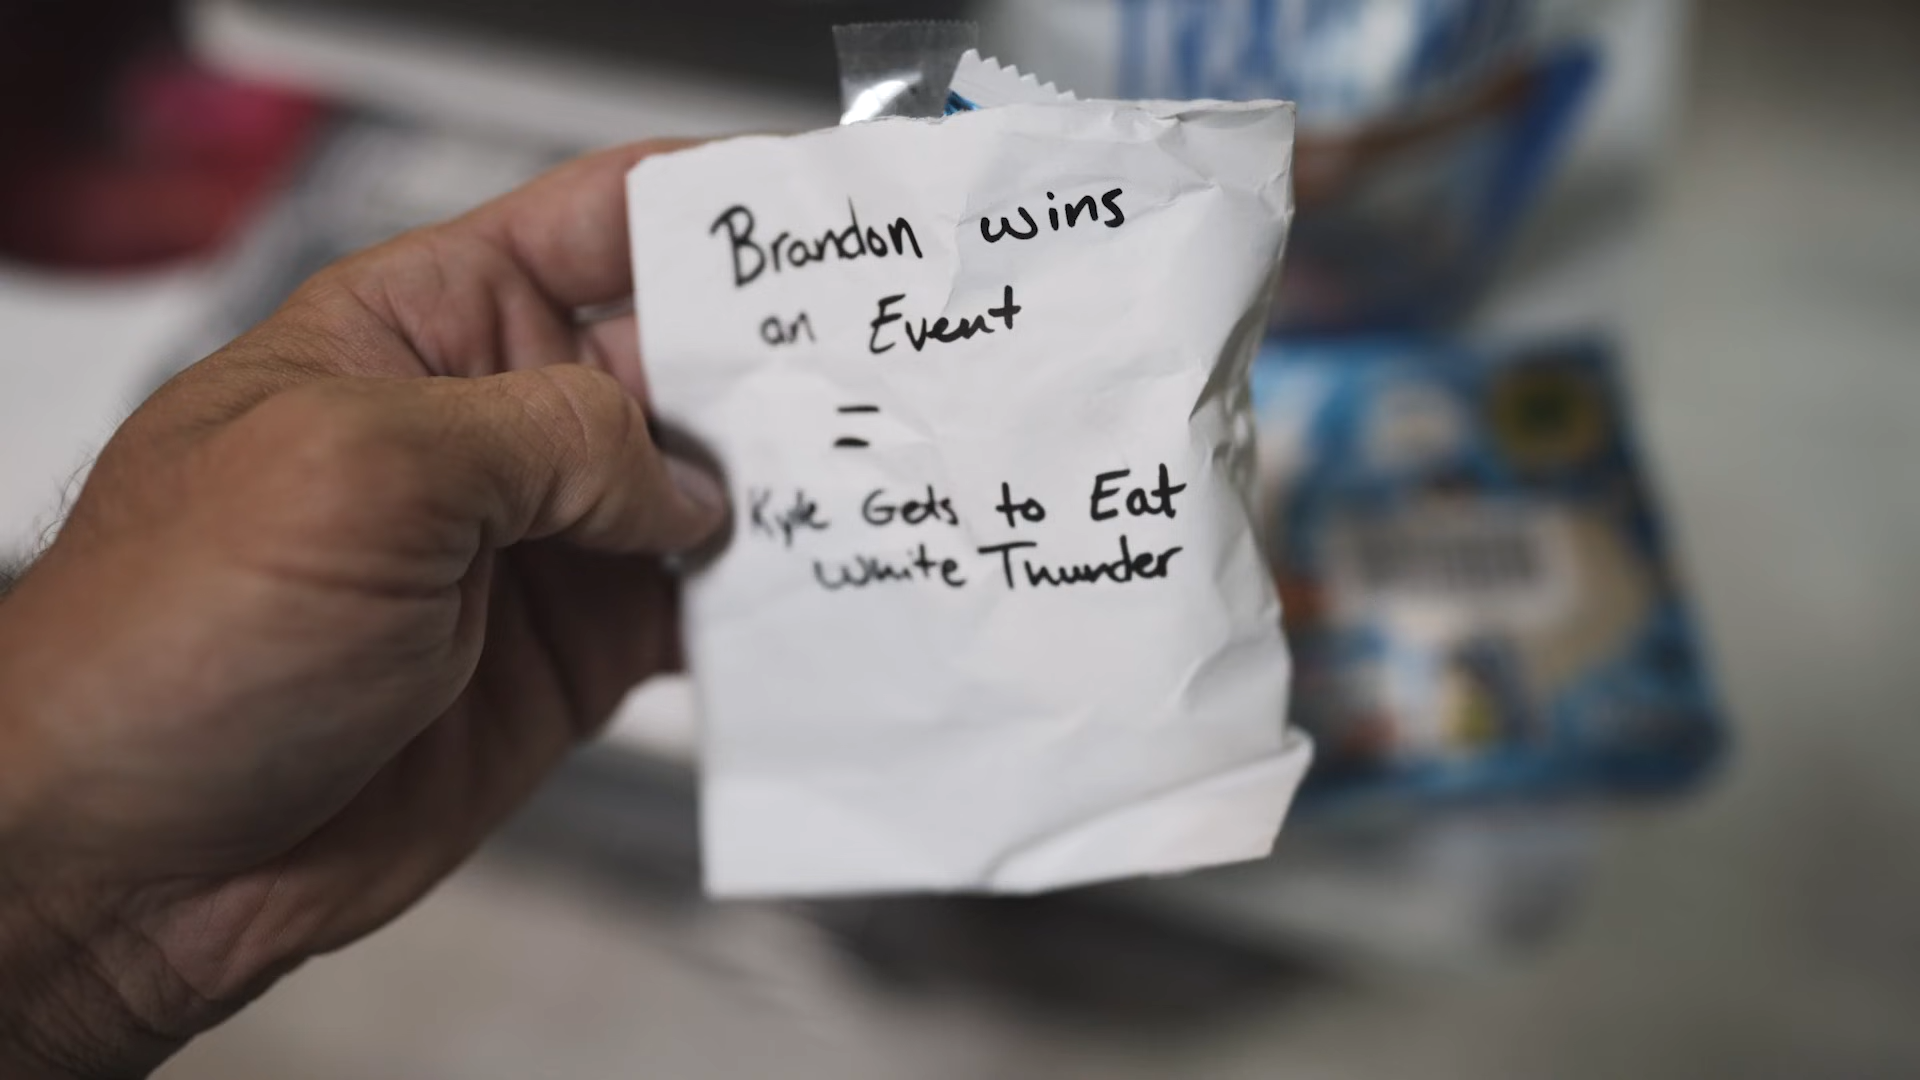 Brandon wins
an Event
=
Kyle Gets to Eat
White Thunder